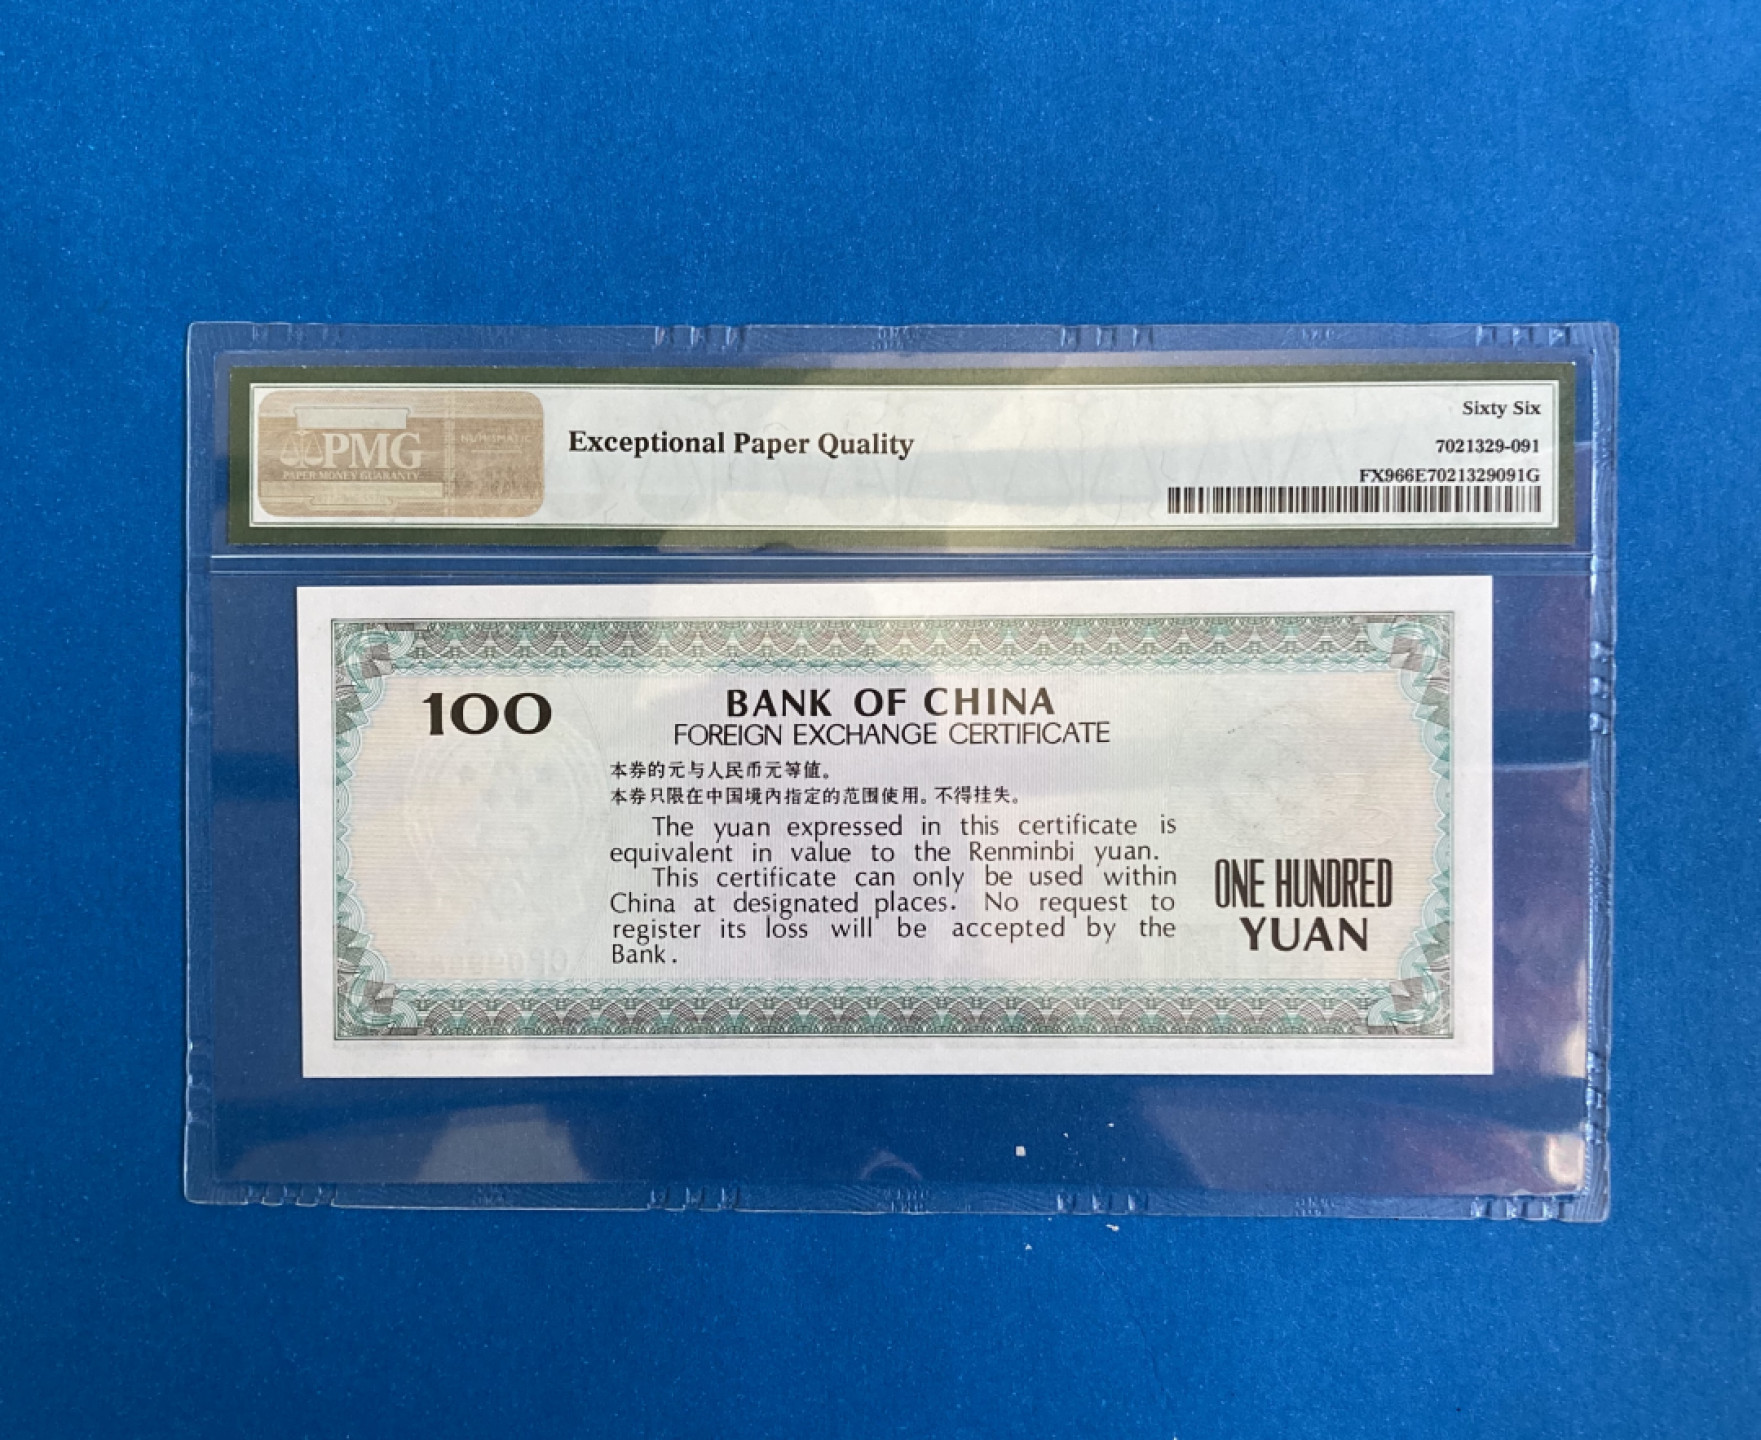 PMG
PAPER MONEY GUARANTY
NUMISMATIC
Exceptional Paper Quality
Sixty Six
7021329-091
FX966E7021329091G
100
BANK OF CHINA
FOREIGN EXCHANGE CERTIFICATE
本券的元与人民币元等值。
本券只限在中国境内指定的范围使用。不得挂失。
The yuan expressed in this certificate is
equivalent in value to the Renminbi yuan.
This certificate can only be used within
China at designated places. No request to
register its loss will be accepted by the
Bank.
ONE HUNDRED
YUAN